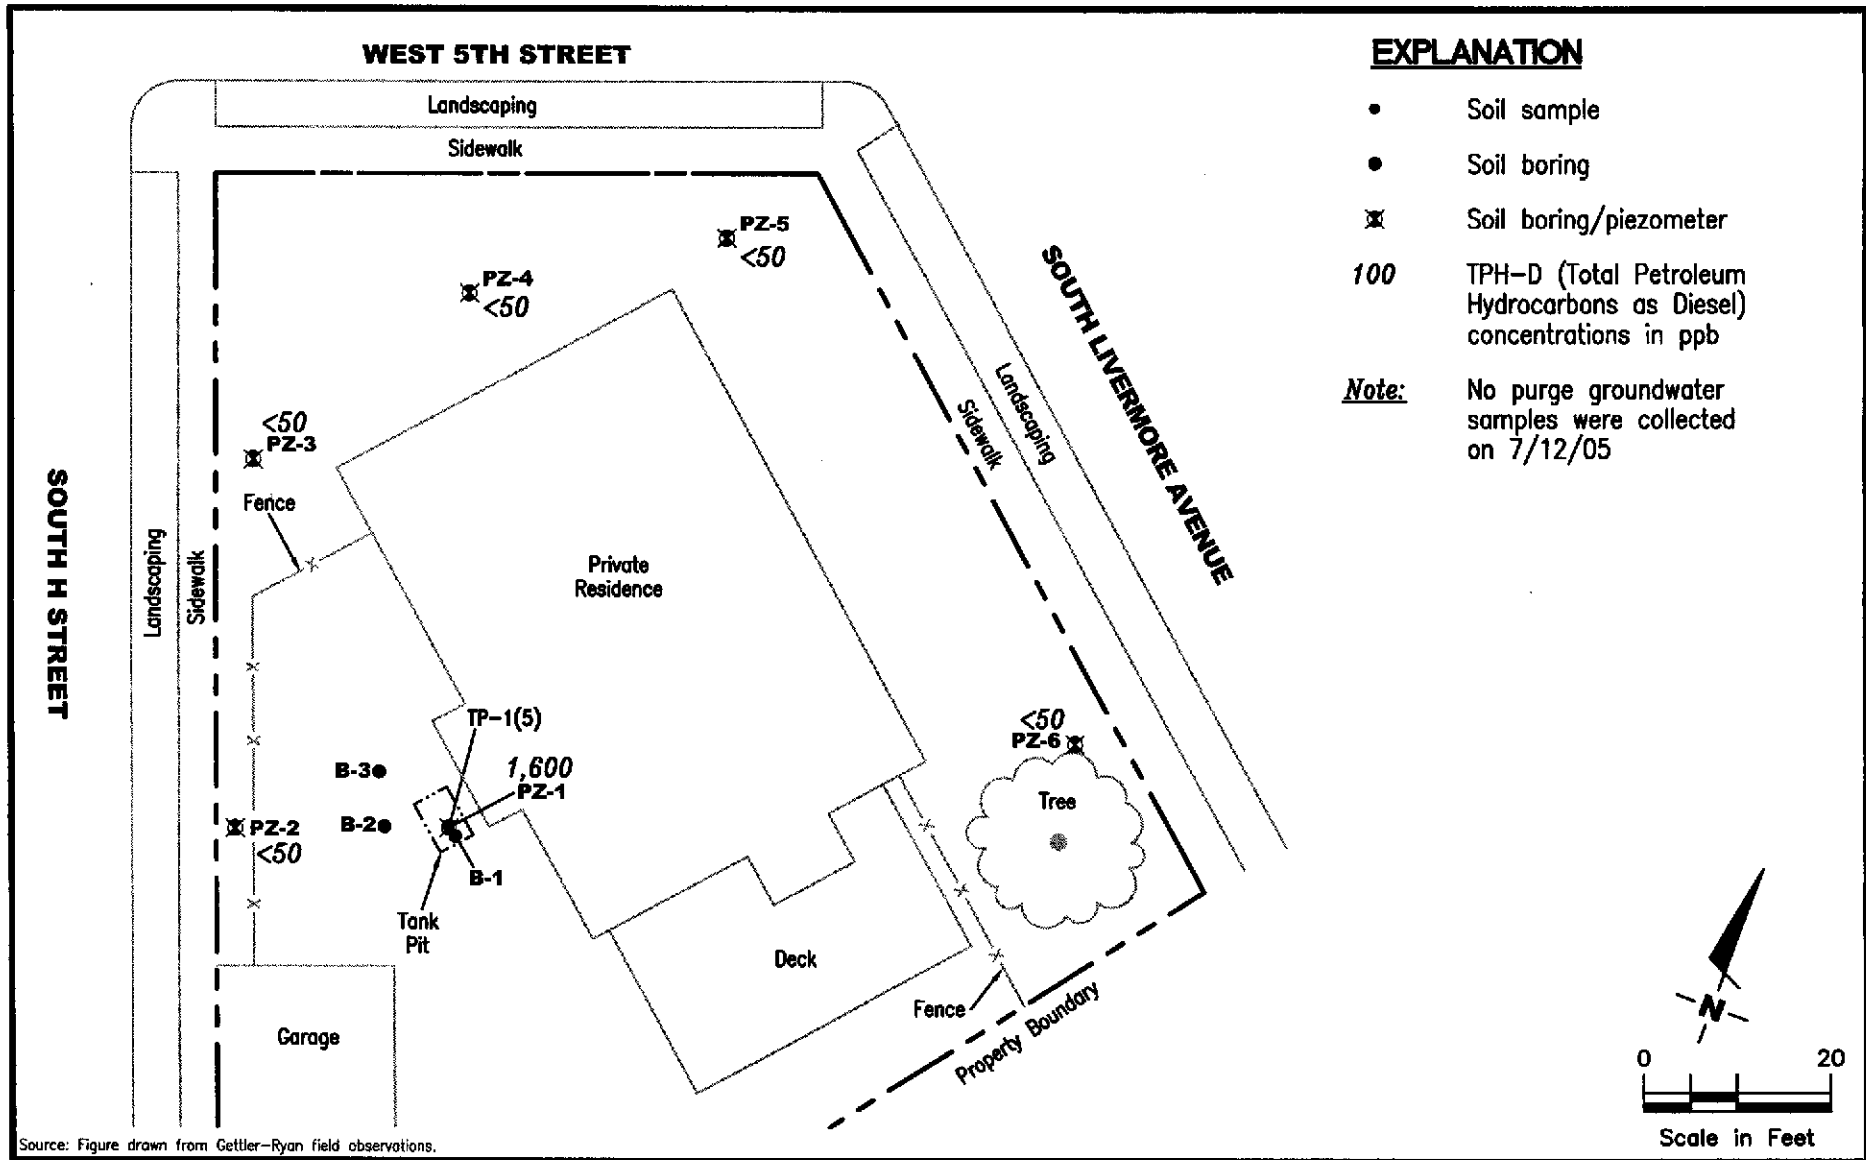 WEST 5TH STREET
Landscaping
Sidewalk
PZ-5
<50
PZ-4
<50
SOUTH LIVERMORE AVENUE
Landscaping
Sidewalk
<50
PZ-3
Fence
SOUTH H STREET
Landscaping
Sidewalk
Private
Residence
TP-1(5)
1,600
PZ-1
B-3
B-2
PZ-2
<50
B-1
Tank
Pit
<50
PZ-6
Tree
Deck
Fence
Property Boundary
Garage
Source: Figure drawn from Gettler-Ryan field observations.
EXPLANATION
Soil sample
Soil boring
Soil boring/piezometer
100 TPH-D (Total Petroleum
Hydrocarbons as Diesel)
concentrations in ppb
Note: No purge groundwater
samples were collected
on 7/12/05
N
0 20
Scale in Feet